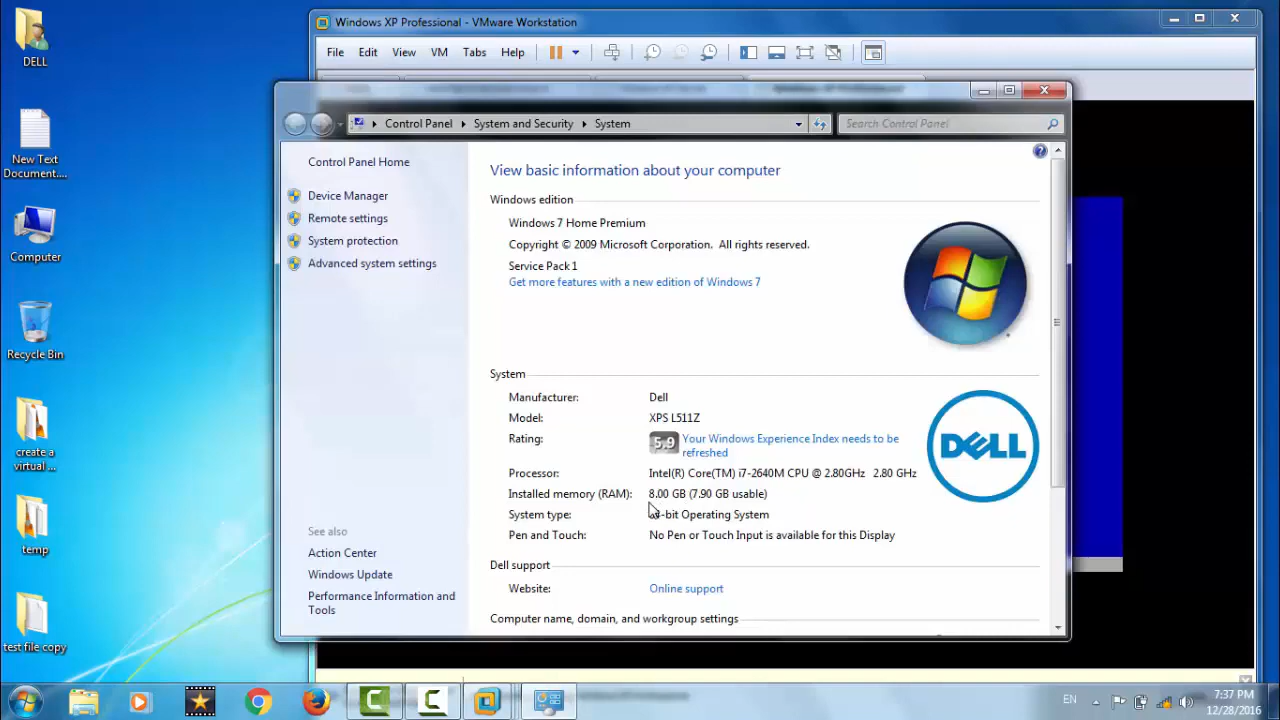 DELL
New Text
Document....
Computer
Recycle Bin
create a
virtual ...
temp
test file copy
Windows XP Professional - VMware Workstation
File Edit View VM Tabs Help
Control Panel System and Security System
Search Control Panel
Control Panel Home
Device Manager
Remote settings
System protection
Advanced system settings
See also
Action Center
Windows Update
Performance Information and
Tools
View basic information about your computer
Windows edition
Windows 7 Home Premium
Copyright © 2009 Microsoft Corporation. All rights reserved.
Service Pack 1
Get more features with a new edition of Windows 7
System
Manufacturer: Dell
Model: XPS L511Z
Rating: 5.9 Your Windows Experience Index needs to be
refreshed
Processor: Intel(R) Core(TM) i7-2640M CPU @ 2.80GHz 2.80 GHz
Installed memory (RAM): 8.00 GB (7.90 GB usable)
System type: -bit Operating System
Pen and Touch: No Pen or Touch Input is available for this Display
DELL
Dell support
Website: Online support
Computer name, domain, and workgroup settings
EN
7:37 PM
12/28/2016